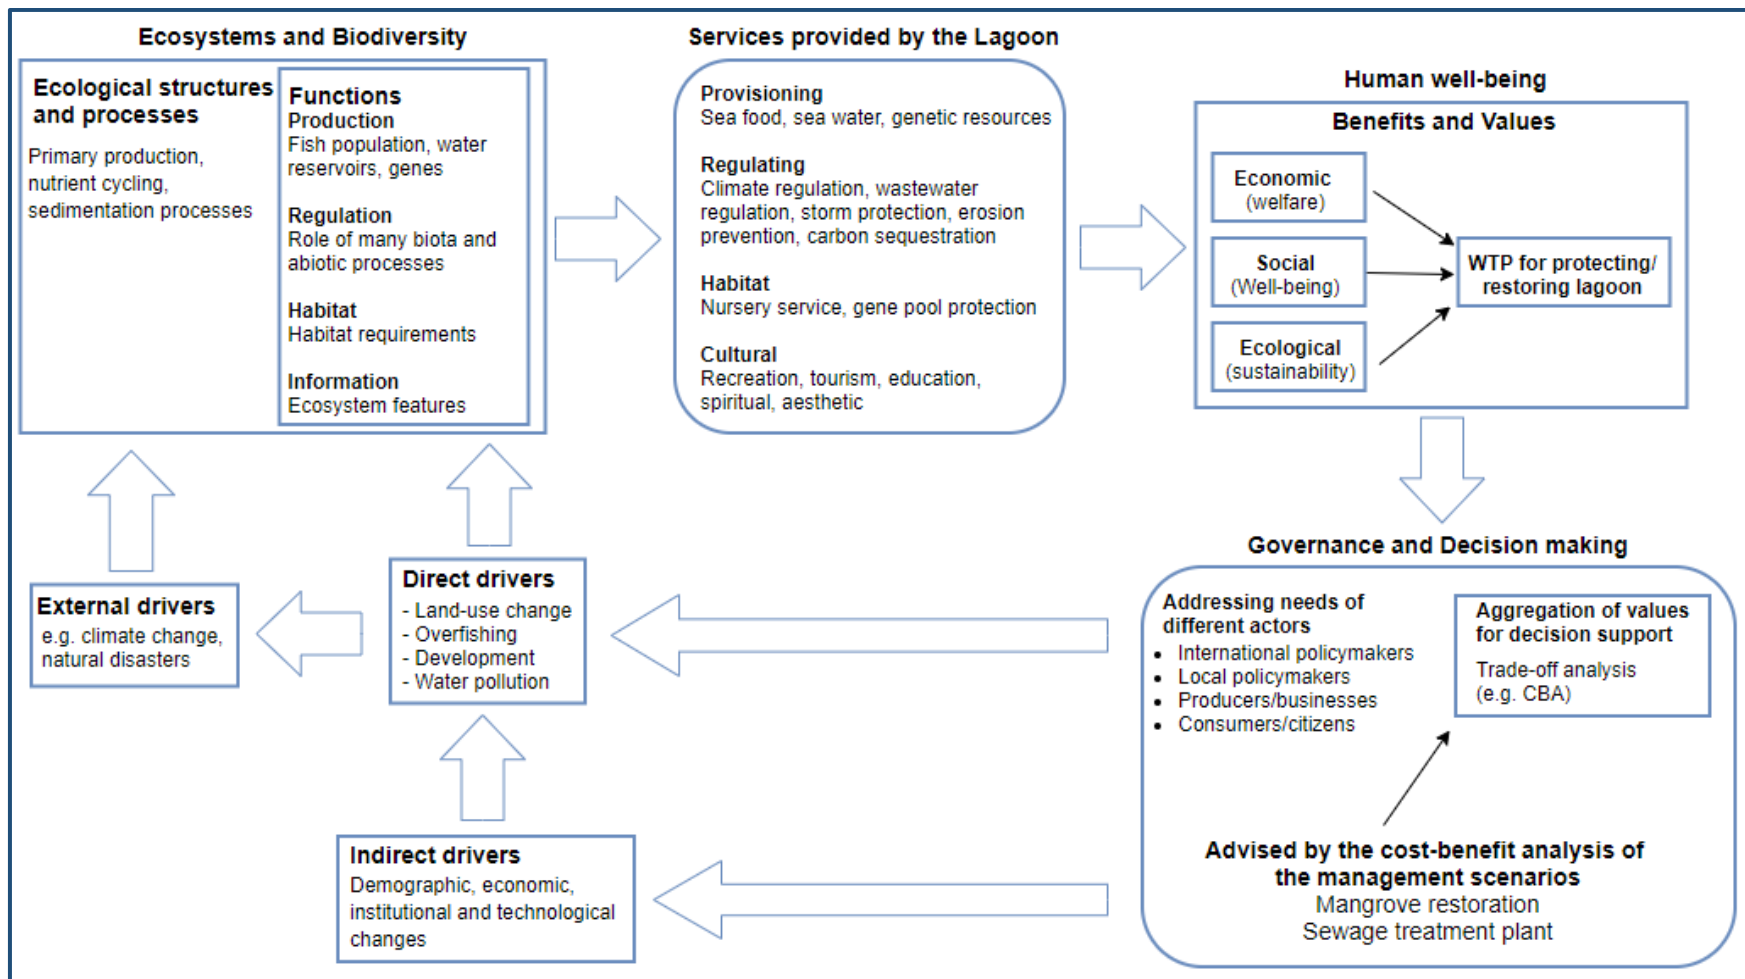 Ecosystems and Biodiversity
Ecological structures
and processes
Primary production,
nutrient cycling,
sedimentation processes
Functions
Production
Fish population, water
reservoirs, genes
Regulation
Role of many biota and
abiotic processes
Habitat
Habitat requirements
Information
Ecosystem features
Services provided by the Lagoon
Provisioning
Sea food, sea water, genetic resources
Regulating
Climate regulation, wastewater
regulation, storm protection, erosion
prevention, carbon sequestration
Habitat
Nursery service, gene pool protection
Cultural
Recreation, tourism, education,
spiritual, aesthetic
Human well-being
Benefits and Values
Economic
(welfare)
Social
(Well-being)
Ecological
(sustainability)
WTP for protecting/
restoring lagoon
Governance and Decision making
Addressing needs of
different actors
• International policymakers
• Local policymakers
• Producers/businesses
• Consumers/citizens
Aggregation of values
for decision support
Trade-off analysis
(e.g. CBA)
Advised by the cost-benefit analysis of
the management scenarios
Mangrove restoration
Sewage treatment plant
External drivers
e.g. climate change,
natural disasters
Direct drivers
- Land-use change
- Overfishing
- Development
- Water pollution
Indirect drivers
Demographic, economic,
institutional and technological
changes